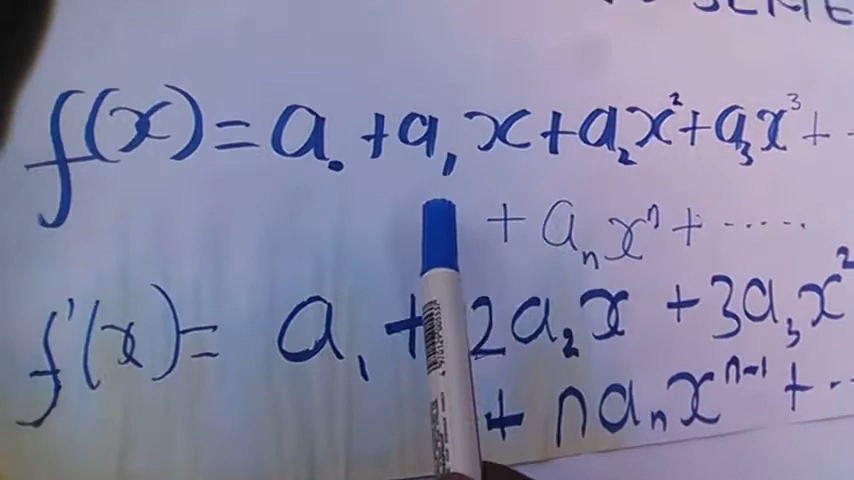 f(x) = a₀ + a₁x + a₂x² + a₃x³ + ·
+ aₙxⁿ + ······
f'(x) = a₁ + 2a₂x + 3a₃x²
+ naₙxⁿ⁻¹ + ··